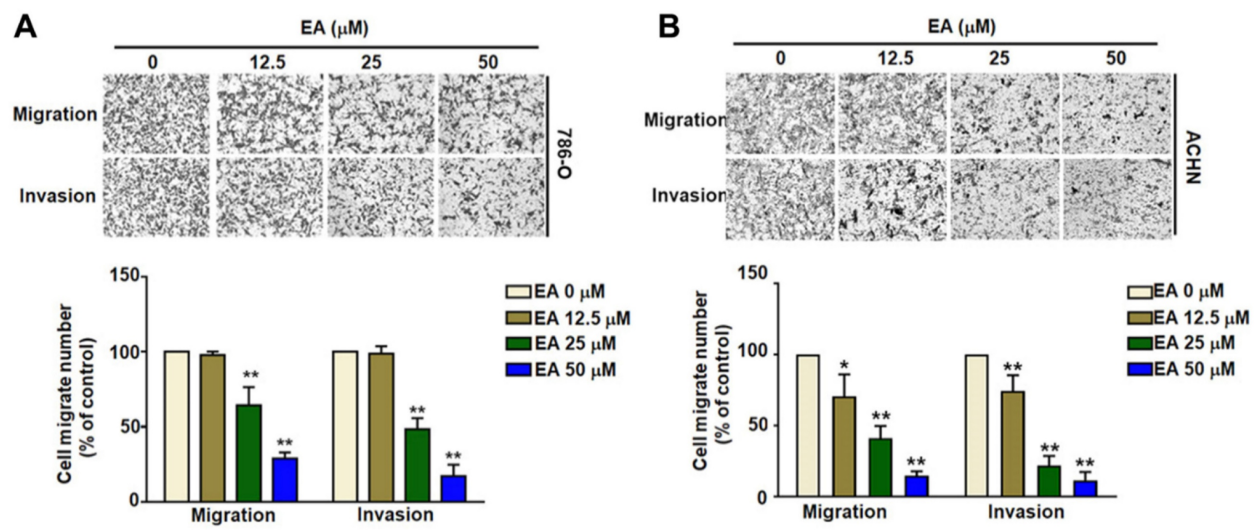 A
EA (μM)
0 12.5 25 50
Migration
Invasion
786-O
Cell migrate number
(% of control)
150
100
50
0
**
**
**
**
Migration Invasion
EA 0 μM
EA 12.5 μM
EA 25 μM
EA 50 μM
B
EA (μM)
0 12.5 25 50
Migration
Invasion
ACHN
Cell migrate number
(% of control)
150
100
50
0
*
**
**
**
**
**
Migration Invasion
EA 0 μM
EA 12.5 μM
EA 25 μM
EA 50 μM